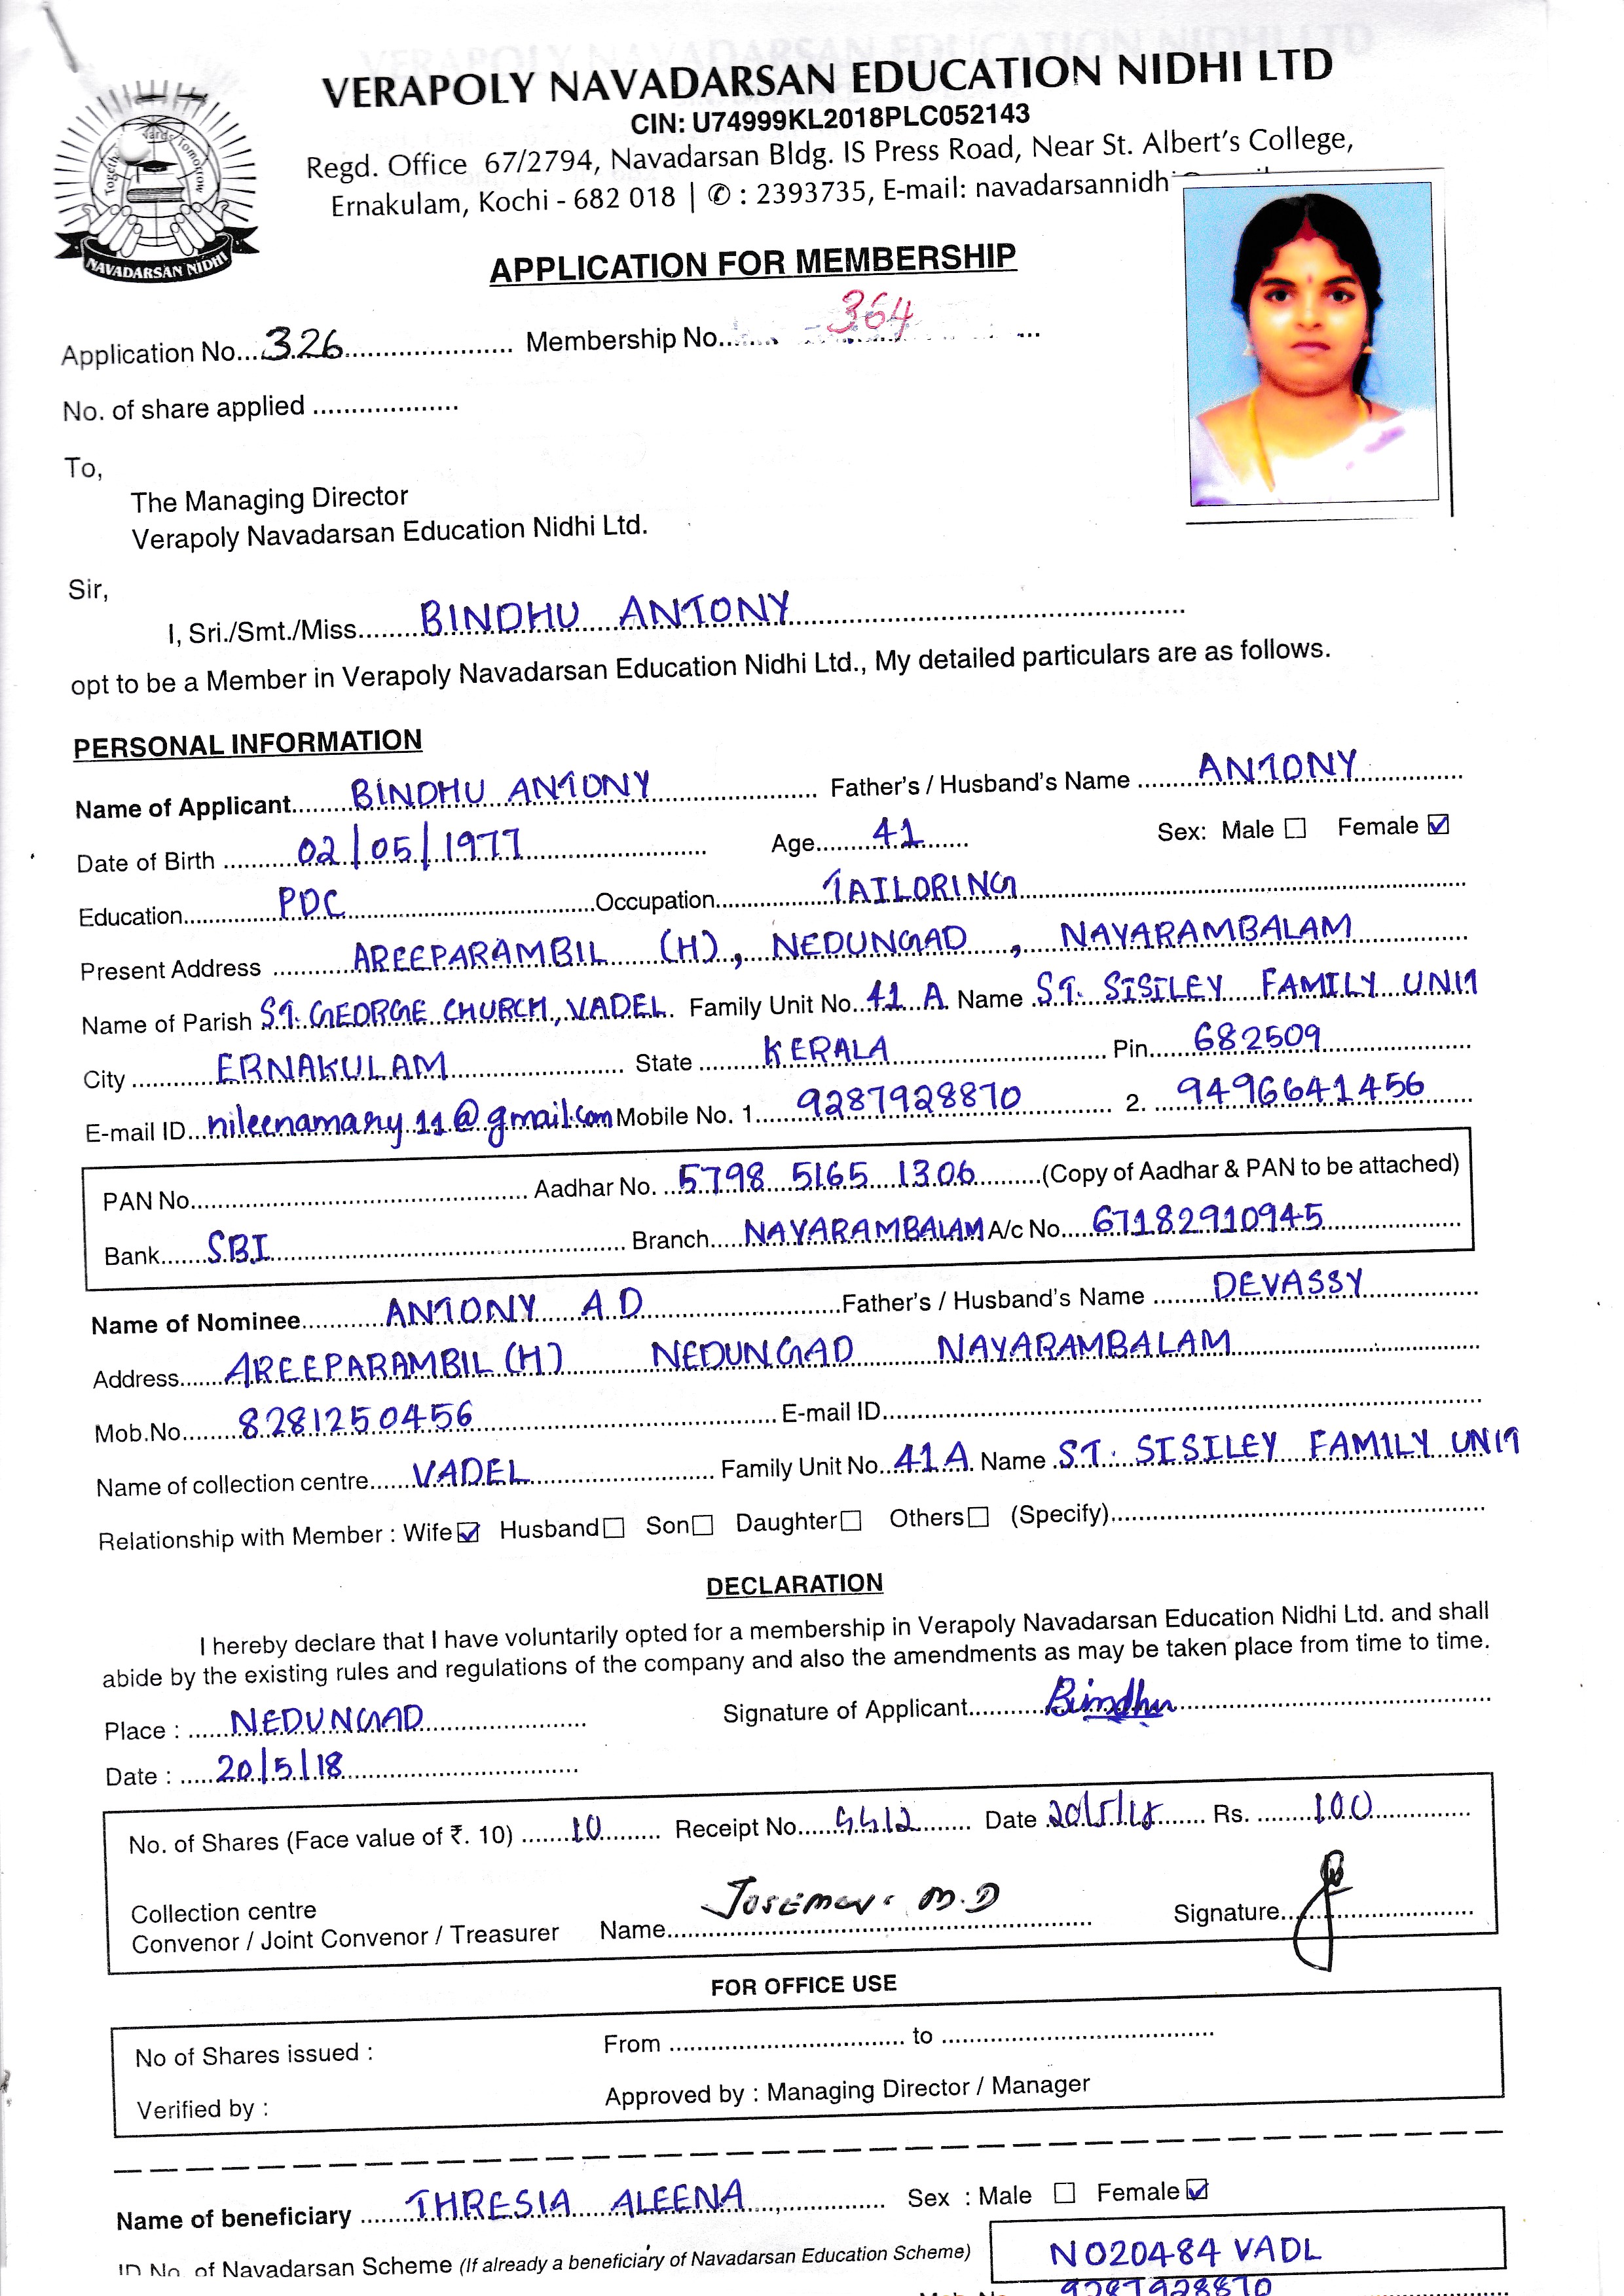 VERAPOLY NAVADARSAN EDUCATION NIDHI LTD
CIN: U74999KL2018PLC052143
Regd. Office 67/2794, Navadarsan Bldg. IS Press Road, Near St. Albert's College,
Ernakulam, Kochi - 682 018 | ✆ : 2393735, E-mail: navadarsannidhi
Together Towards Tomorrow
NAVADARSAN NIDHI
APPLICATION FOR MEMBERSHIP
Application No....326.................... Membership No..... 364 ...
No. of share applied ....................
To,
The Managing Director
Verapoly Navadarsan Education Nidhi Ltd.
Sir,
I, Sri./Smt./Miss........BINDHU ANTONY....................
opt to be a Member in Verapoly Navadarsan Education Nidhi Ltd., My detailed particulars are as follows.
PERSONAL INFORMATION
Name of Applicant........BINDHU ANTONY.................... Father's / Husband's Name ........ANTONY............
Date of Birth ..........02/05/1977.................... Age........41........ Sex: Male ☐ Female ☑
Education............PDC....................Occupation............TAILORING....................
Present Address ..........AREEPARAMBIL (H), NEDUNGAD , NAYARAMBALAM............
Name of Parish ST. GEORGE CHURCH, VADEL. Family Unit No. 41 A Name ST. SISILEY FAMILY UNIT
City ..........ERNAKULAM.................... State ........KERALA.................... Pin......682509............
E-mail ID...nileenamary11@gmail.com Mobile No. 1......9287928870............ 2. ...9496641456......
PAN No.................... Aadhar No. ..5798 5165 1306........(Copy of Aadhar & PAN to be attached)
Bank.......SBI.................... Branch....NAYARAMBALAM A/c No.....67182910945............
Name of Nominee..........ANTONY A D....................Father's / Husband's Name ........DEVASSY............
Address.......AREEPARAMBIL (H) NEDUNGAD NAYARAMBALAM............
Mob.No.......8281250456.................... E-mail ID....................
Name of collection centre......VADEL.................... Family Unit No...41A Name ST. SISILEY FAMILY UNIT
Relationship with Member : Wife☑ Husband☐ Son☐ Daughter☐ Others☐ (Specify)....................
DECLARATION
I hereby declare that I have voluntarily opted for a membership in Verapoly Navadarsan Education Nidhi Ltd. and shall
abide by the existing rules and regulations of the company and also the amendments as may be taken place from time to time.
Place : ......NEDUNGAD.................... Signature of Applicant..........Bindhu....................
Date : .....20/5/18....................
No. of Shares (Face value of ₹. 10) ........10........ Receipt No..... Date 20/5/18........ Rs. ........100............
Collection centre
Convenor / Joint Convenor / Treasurer Name....... M.D............ Signature....................
FOR OFFICE USE
No of Shares issued : From .................... to ....................
Verified by : Approved by : Managing Director / Manager
Name of beneficiary ......THRESIA ALEENA.................... Sex : Male ☐ Female ☑
ID No. of Navadarsan Scheme (If already a beneficiary of Navadarsan Education Scheme) NO20484 VADL
Mob. No. 9287928870